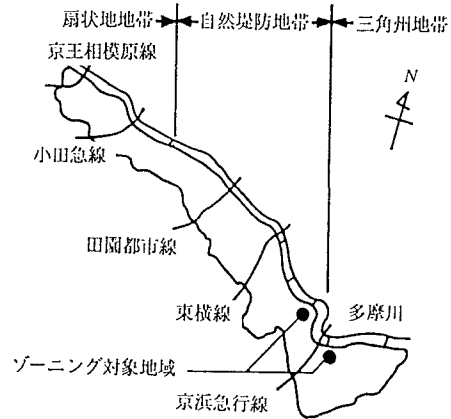 扇状地地帯
自然堤防地帯
三角州地帯
京王相模原線
N
小田急線
田園都市線
東横線
多摩川
ゾーニング対象地域
京浜急行線